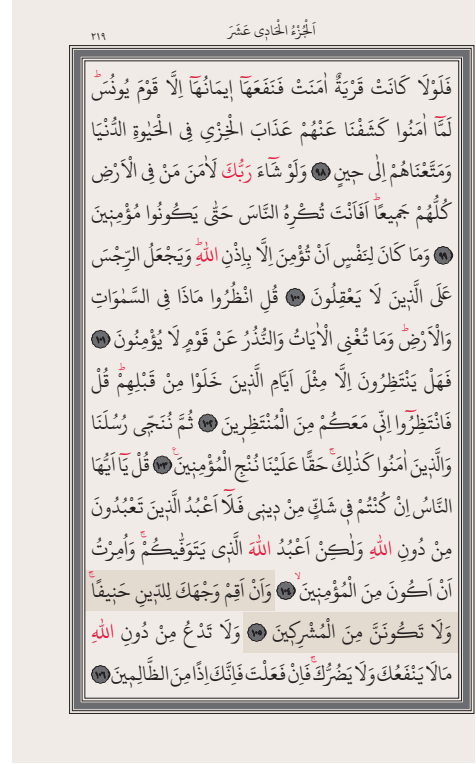 اَلْجُزْءُ الْحَادِى عَشَرَ
٢١٩
فَلَوْلَا كَانَتْ قَرْيَةٌ اٰمَنَتْ فَنَفَعَهَٓا اٖيمَانُهَٓا اِلَّا قَوْمَ يُونُسَؕ
لَمَّٓا اٰمَنُوا كَشَفْنَا عَنْهُمْ عَذَابَ الْخِزْىِ فِى الْحَيٰوةِ الدُّنْيَا
وَمَتَّعْنَاهُمْ اِلٰى حٖينٍ ﴿٩٨﴾ وَلَوْ شَٓاءَ رَبُّكَ لَاٰمَنَ مَنْ فِى الْاَرْضِ
كُلُّهُمْ جَمٖيعًاؕ اَفَاَنْتَ تُكْرِهُ النَّاسَ حَتّٰى يَكُونُوا مُؤْمِنٖينَ
﴿٩٩﴾ وَمَا كَانَ لِنَفْسٍ اَنْ تُؤْمِنَ اِلَّا بِاِذْنِ اللّٰهِؕ وَيَجْعَلُ الرِّجْسَ
عَلَى الَّذٖينَ لَا يَعْقِلُونَ ﴿١٠٠﴾ قُلِ انْظُرُوا مَاذَا فِى السَّمٰوَاتِ
وَالْاَرْضِؕ وَمَا تُغْنِى الْاٰيَاتُ وَالنُّذُرُ عَنْ قَوْمٍ لَا يُؤْمِنُونَ ﴿١٠١﴾
فَهَلْ يَنْتَظِرُونَ اِلَّا مِثْلَ اَيَّامِ الَّذٖينَ خَلَوْا مِنْ قَبْلِهِمْؕ قُلْ
فَانْتَظِرُٓوا اِنّٖى مَعَكُمْ مِنَ الْمُنْتَظِرٖينَ ﴿١٠٢﴾ ثُمَّ نُنَجّٖى رُسُلَنَا
وَالَّذٖينَ اٰمَنُوا كَذٰلِكَۚ حَقًّا عَلَيْنَا نُنْجِ الْمُؤْمِنٖينَࣖ ﴿١٠٣﴾ قُلْ يَٓا اَيُّهَا
النَّاسُ اِنْ كُنْتُمْ فٖى شَكٍّ مِنْ دٖينٖى فَلَٓا اَعْبُدُ الَّذٖينَ تَعْبُدُونَ
مِنْ دُونِ اللّٰهِ وَلٰكِنْ اَعْبُدُ اللّٰهَ الَّذٖى يَتَوَفّٰيكُمْۚ وَاُمِرْتُ
اَنْ اَكُونَ مِنَ الْمُؤْمِنٖينَۙ ﴿١٠٤﴾ وَاَنْ اَقِمْ وَجْهَكَ لِلدّٖينِ حَنٖيفًاۚ
وَلَا تَكُونَنَّ مِنَ الْمُشْرِكٖينَ ﴿١٠٥﴾ وَلَا تَدْعُ مِنْ دُونِ اللّٰهِ
مَالَا يَنْفَعُكَ وَلَا يَضُرُّكَۚ فَاِنْ فَعَلْتَ فَاِنَّكَ اِذًا مِنَ الظَّالِمٖينَ ﴿١٠٦﴾